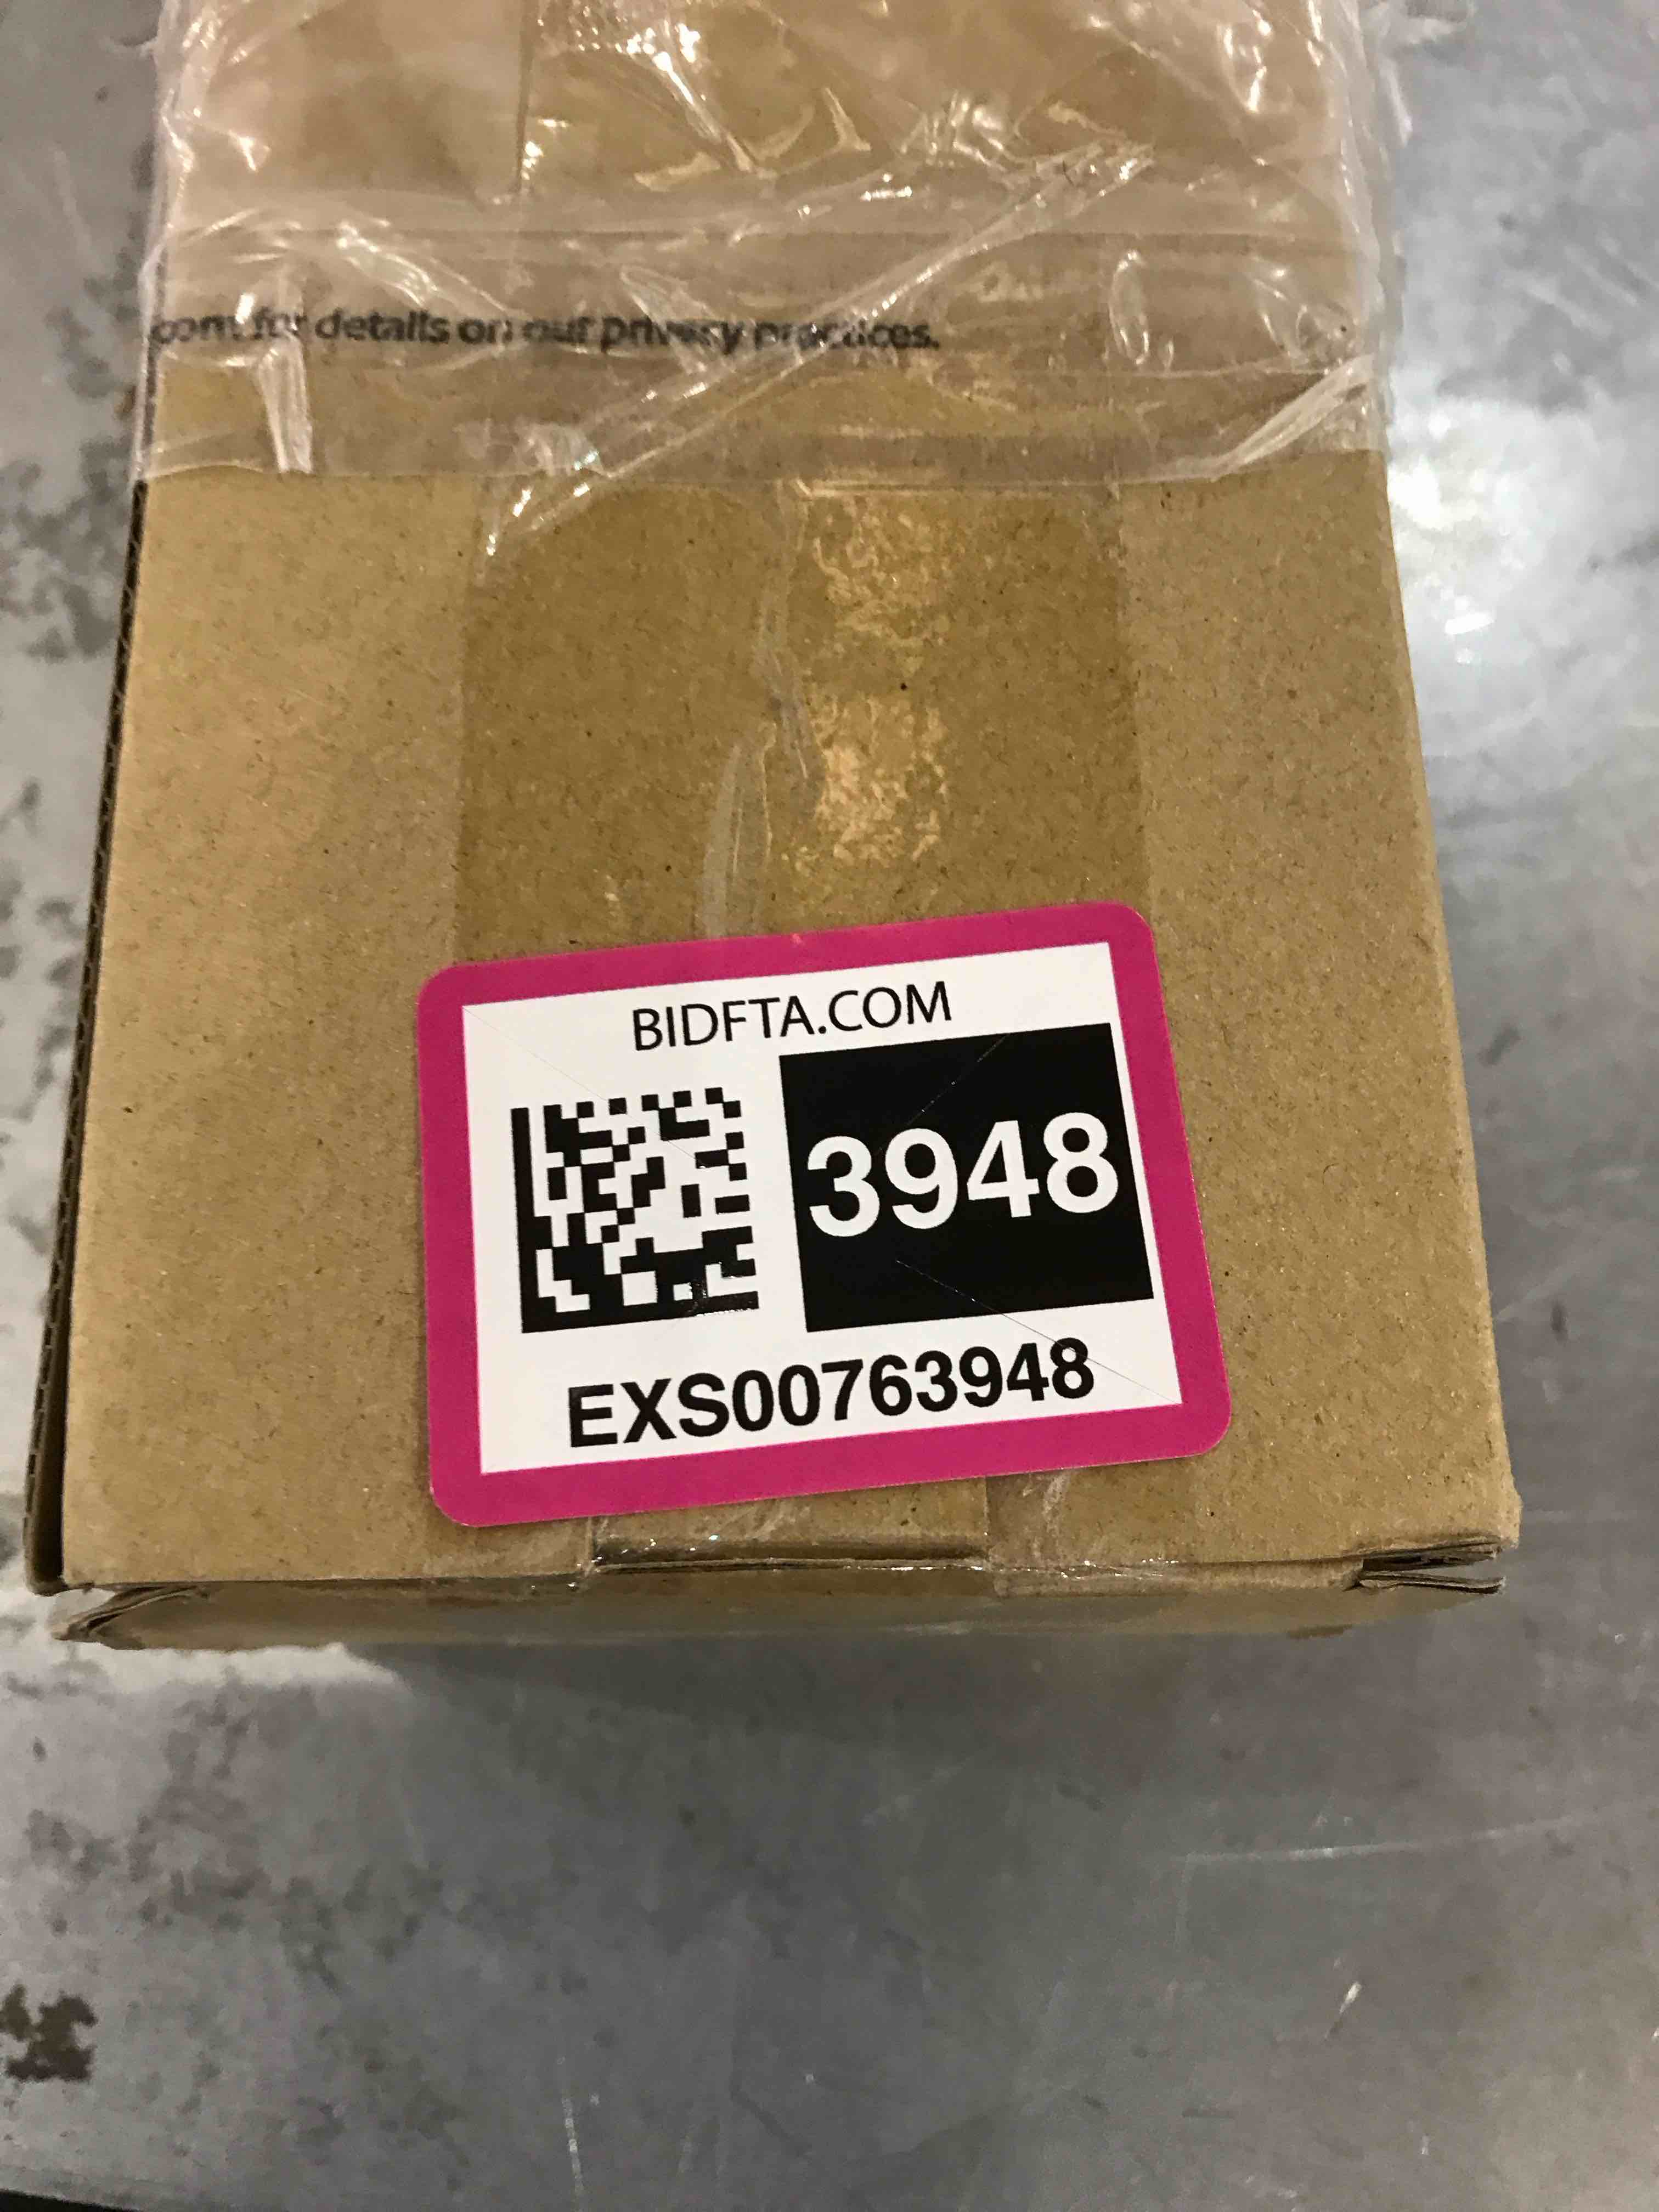 com for details on our privacy practices.
BIDFTA.COM
3948
EXS00763948